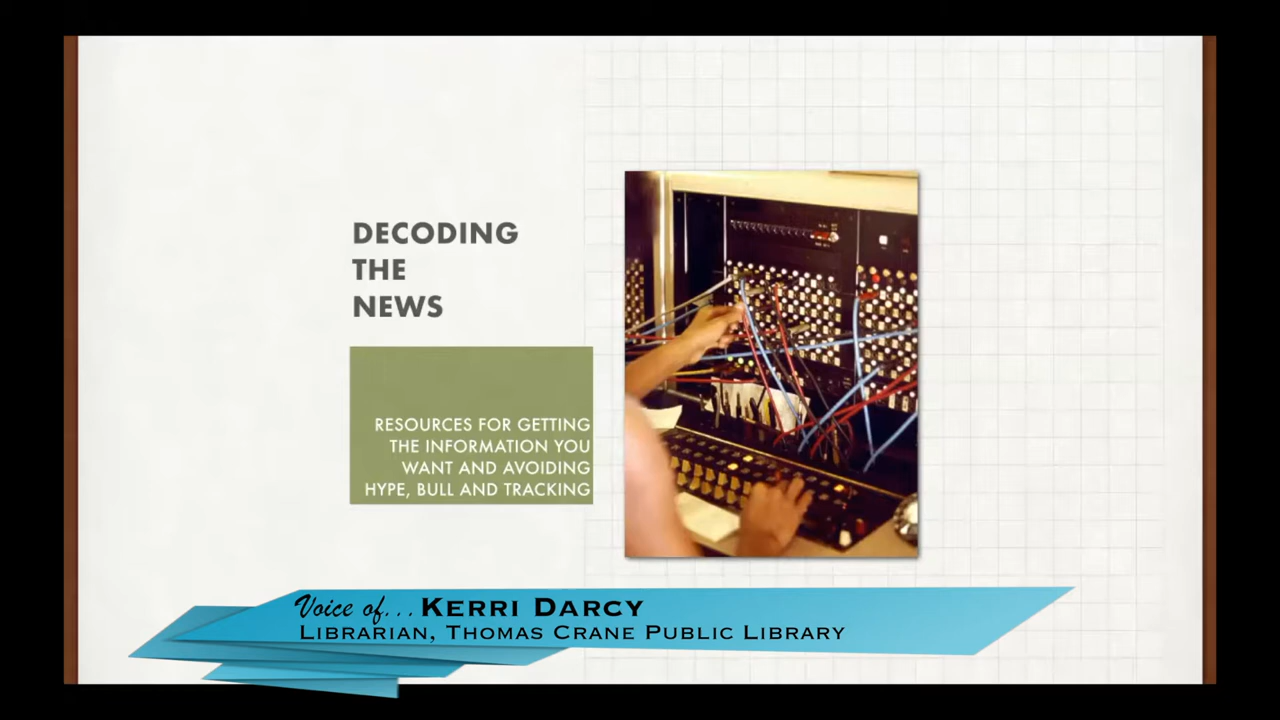 DECODING
THE
NEWS
RESOURCES FOR GETTING
THE INFORMATION YOU
WANT AND AVOIDING
HYPE, BULL AND TRACKING
Voice of... KERRI DARCY
LIBRARIAN, THOMAS CRANE PUBLIC LIBRARY